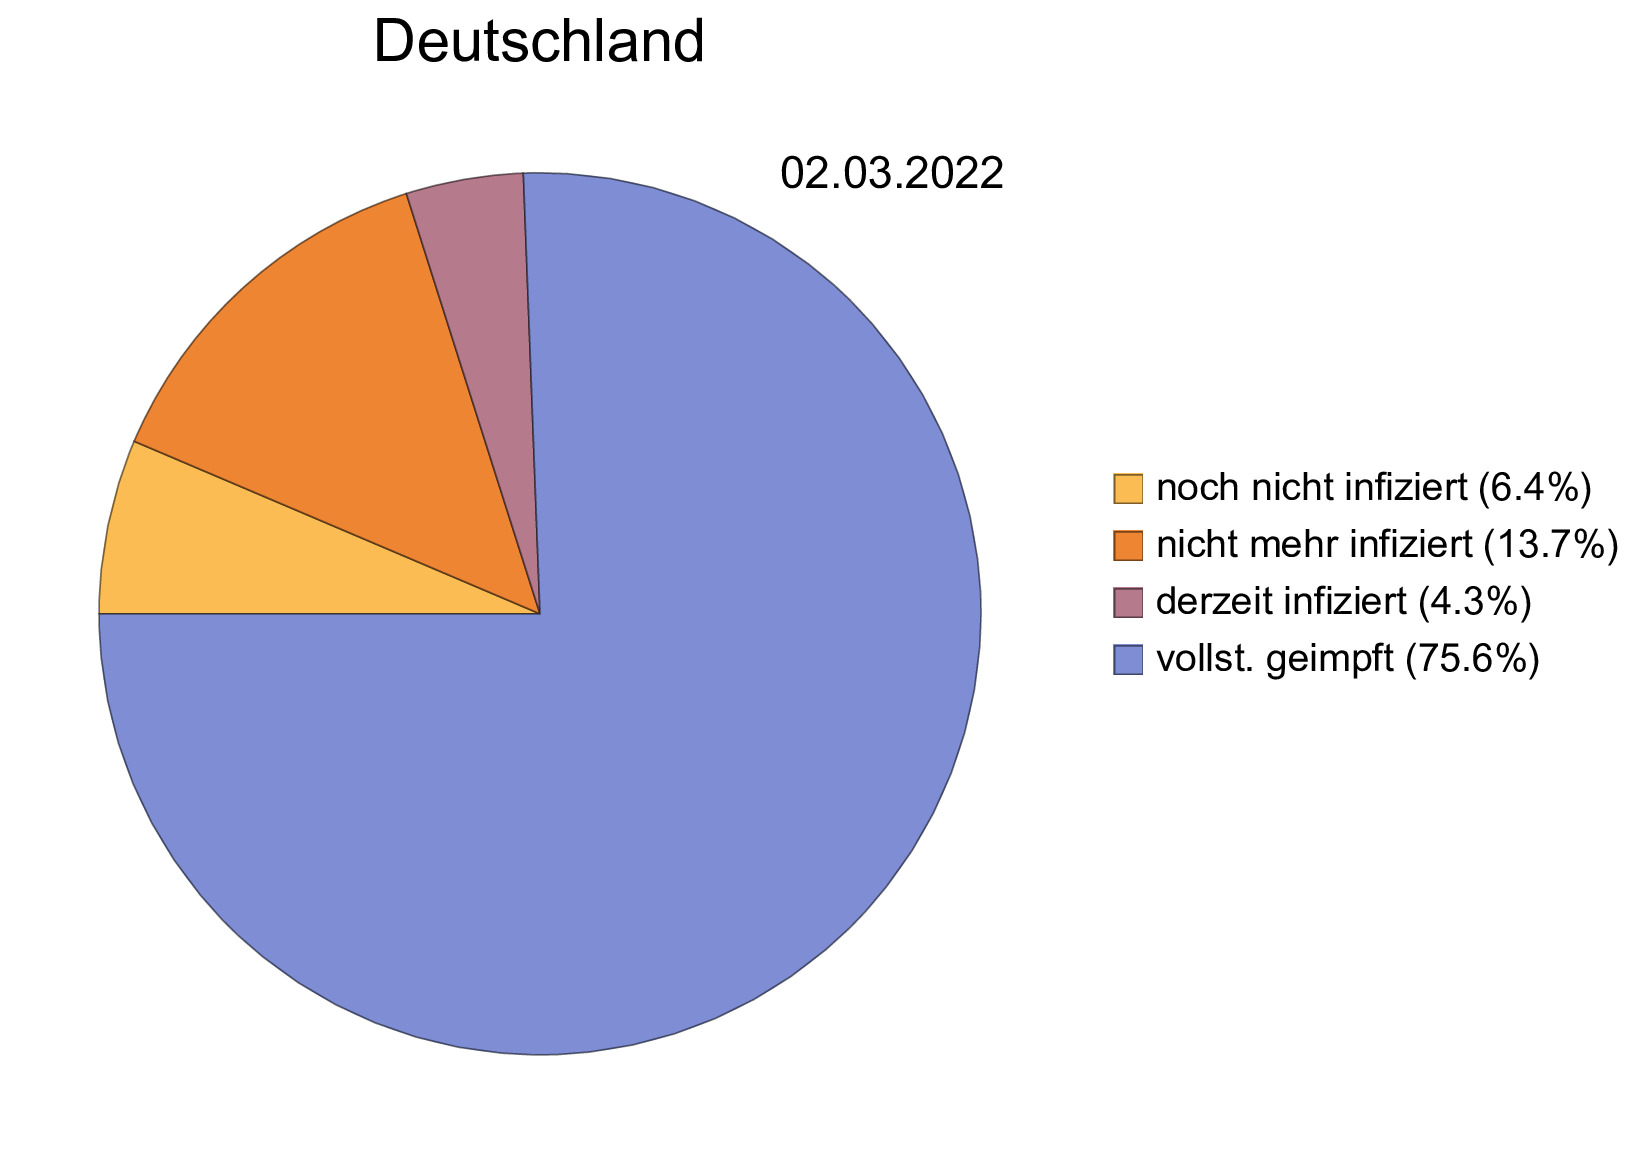 Deutschland
02.03.2022
noch nicht infiziert (6.4%)
nicht mehr infiziert (13.7%)
derzeit infiziert (4.3%)
vollst. geimpft (75.6%)